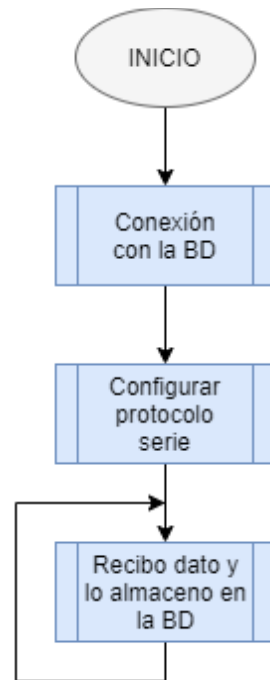 INICIO
Conexión
con la BD
Configurar
protocolo
serie
Recibo dato y
lo almaceno en
la BD